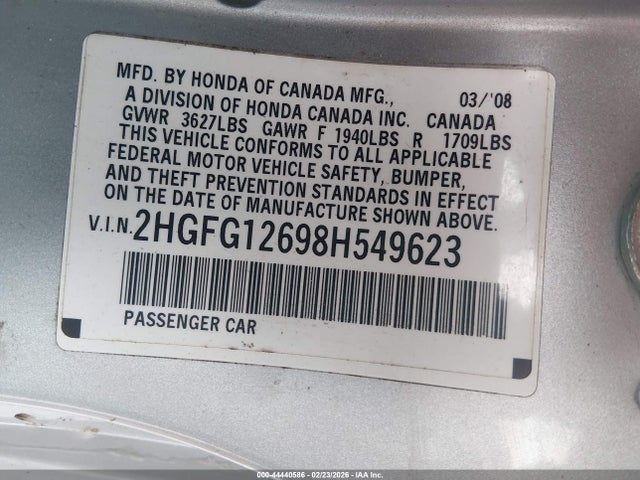 MFD. BY HONDA OF CANADA MFG., 03/'08
A DIVISION OF HONDA CANADA INC. CANADA
GVWR 3627LBS GAWR F 1940LBS R 1709LBS
THIS VEHICLE CONFORMS TO ALL APPLICABLE
FEDERAL MOTOR VEHICLE SAFETY, BUMPER,
AND THEFT PREVENTION STANDARDS IN EFFECT
ON THE DATE OF MANUFACTURE SHOWN ABOVE.
V.I.N. 2HGFG12698H549623
PASSENGER CAR
000-44440586 - 02/23/2026 - IAA Inc.